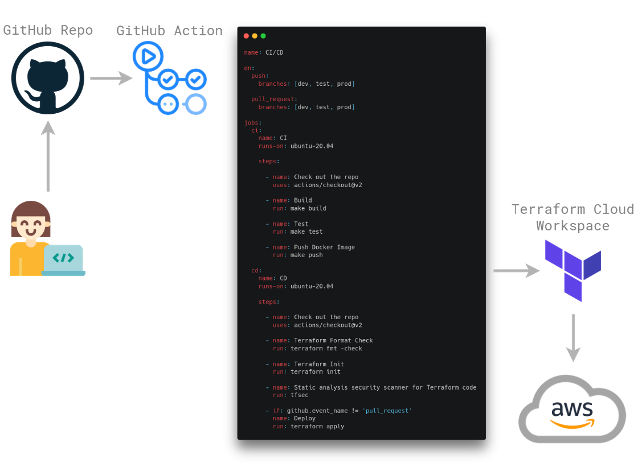 GitHub Repo
GitHub Action
name: CI/CD
on:
push:
branches: [dev, test, prod]
pull_request:
branches: [dev, test, prod]
jobs:
ci:
name: CI
runs-on: ubuntu-20.04
steps:
- name: Check out the repo
uses: actions/checkout@v2
- name: Build
run: make build
- name: Test
run: make test
- name: Push Docker Image
run: make push
cd:
name: CD
runs-on: ubuntu-20.04
steps:
- name: Check out the repo
uses: actions/checkout@v2
- name: Terraform Format Check
run: terraform fmt -check
- name: Terraform Init
run: terraform init
- name: Static analysis security scanner for Terraform code
run: tfsec
- if: github.event_name != 'pull_request'
name: Deploy
run: terraform apply
Terraform Cloud
Workspace
aws